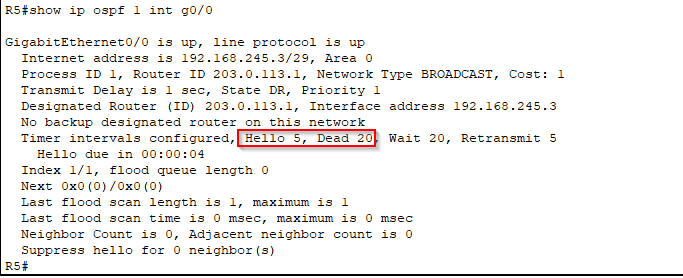 R5#show ip ospf 1 int g0/0
GigabitEthernet0/0 is up, line protocol is up
Internet address is 192.168.245.3/29, Area 0
Process ID 1, Router ID 203.0.113.1, Network Type BROADCAST, Cost: 1
Transmit Delay is 1 sec, State DR, Priority 1
Designated Router (ID) 203.0.113.1, Interface address 192.168.245.3
No backup designated router on this network
Timer intervals configured, Hello 5, Dead 20, Wait 20, Retransmit 5
Hello due in 00:00:04
Index 1/1, flood queue length 0
Next 0x0(0)/0x0(0)
Last flood scan length is 1, maximum is 1
Last flood scan time is 0 msec, maximum is 0 msec
Neighbor Count is 0, Adjacent neighbor count is 0
Suppress hello for 0 neighbor(s)
R5#